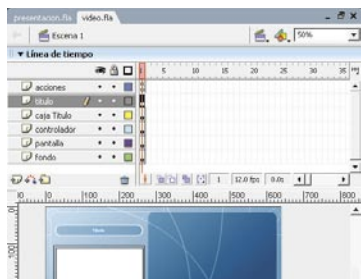 presentacion.fla video.fla
Escena 1 50%
Línea de tiempo
5 10 15 20 25 30 35
acciones
titulo
caja Titulo
controlador
pantalla
fondo
1 12.0 fps 0.0s
0 100 200 300 400 500 600 700 800
0
100